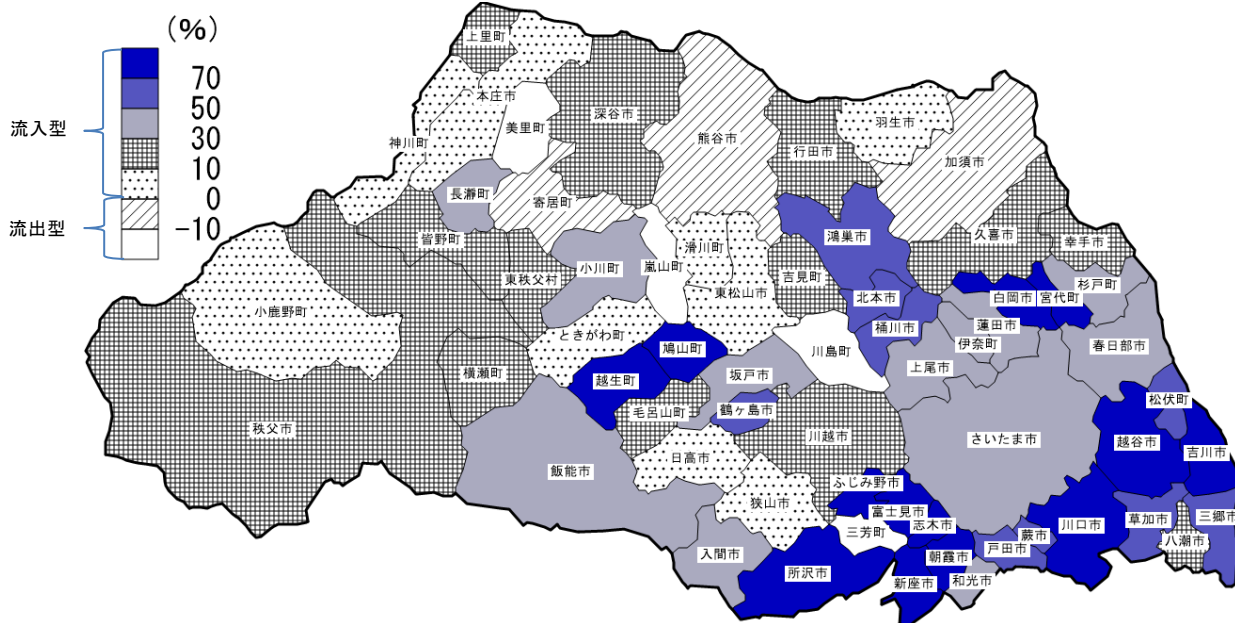 (%)
70
50
30
10
0
-10
流入型
流出型
上里町
本庄市
深谷市
美里町
神川町
熊谷市
行田市
羽生市
加須市
長瀞町
寄居町
皆野町
東秩父村
小川町
嵐山町
滑川町
吉見町
鴻巣市
久喜市
幸手市
小鹿野町
東松山市
北本市
白岡市
宮代町
杉戸町
桶川市
蓮田市
ときがわ町
鳩山町
川島町
伊奈町
春日部市
横瀬町
越生町
坂戸市
上尾市
松伏町
秩父市
毛呂山町
鶴ヶ島市
川越市
さいたま市
越谷市
吉川市
飯能市
日高市
ふじみ野市
狭山市
富士見市
志木市
三芳町
川口市
草加市
三郷市
蕨市
戸田市
八潮市
入間市
所沢市
朝霞市
新座市
和光市